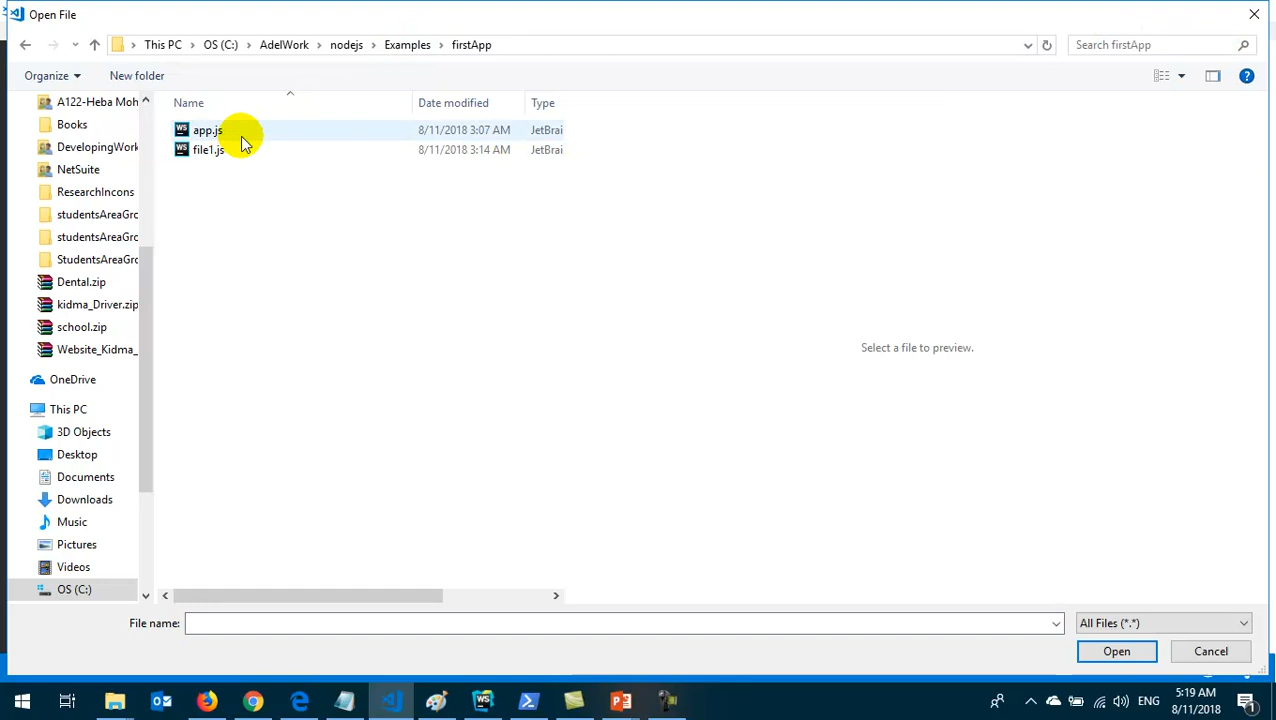 Open File
This PC OS (C:) AdelWork nodejs Examples firstApp
Search firstApp
Organize
New folder
Name
Date modified
Type
app.js 8/11/2018 3:07 AM JetBrai
file1.js 8/11/2018 3:14 AM JetBrai
A122-Heba Moh
Books
DevelopingWork
NetSuite
ResearchIncons
studentsAreaGro
studentsAreaGro
StudentsAreaGro
Dental.zip
kidma_Driver.zip
school.zip
Website_Kidma_
OneDrive
This PC
3D Objects
Desktop
Documents
Downloads
Music
Pictures
Videos
OS (C:)
Select a file to preview.
File name:
All Files (*.*)
Open
Cancel
ENG
5:19 AM
8/11/2018
1